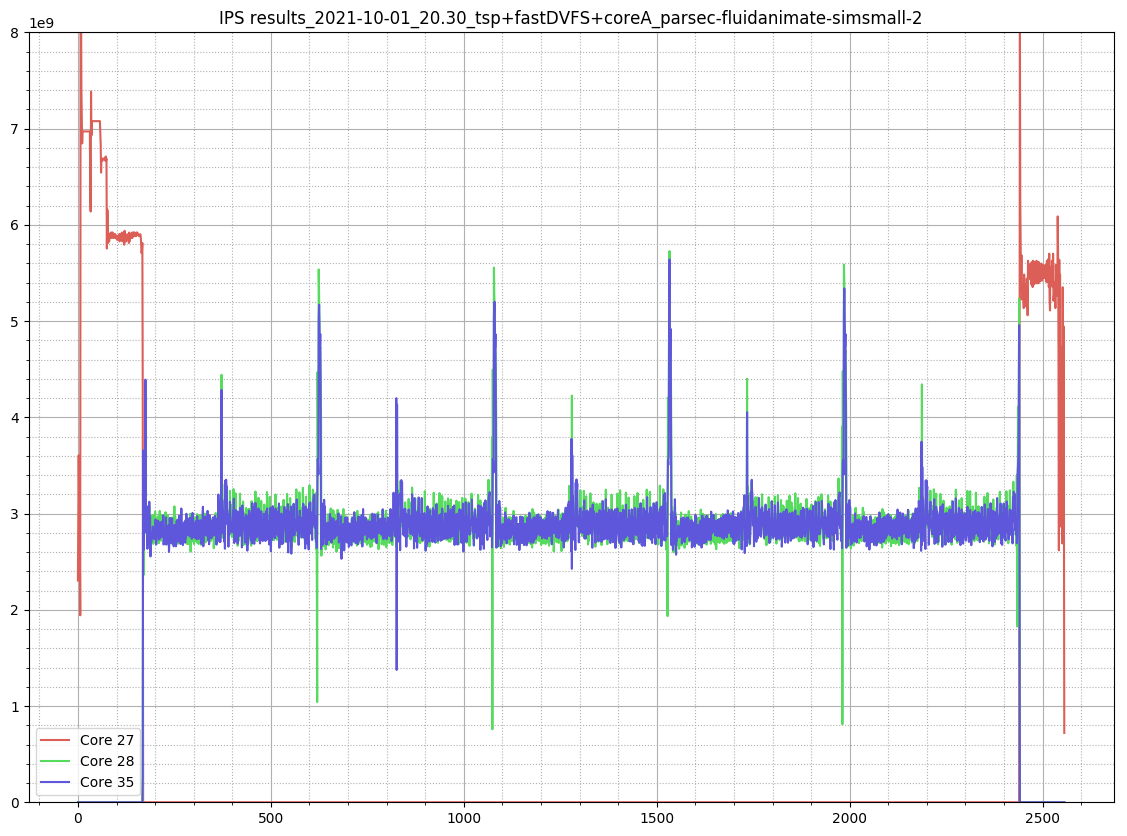 IPS results_2021-10-01_20.30_tsp+fastDVFS+coreA_parsec-fluidanimate-simsmall-2
1e9
8
7
6
5
4
3
2
1
0
Core 27
Core 28
Core 35
0 500 1000 1500 2000 2500